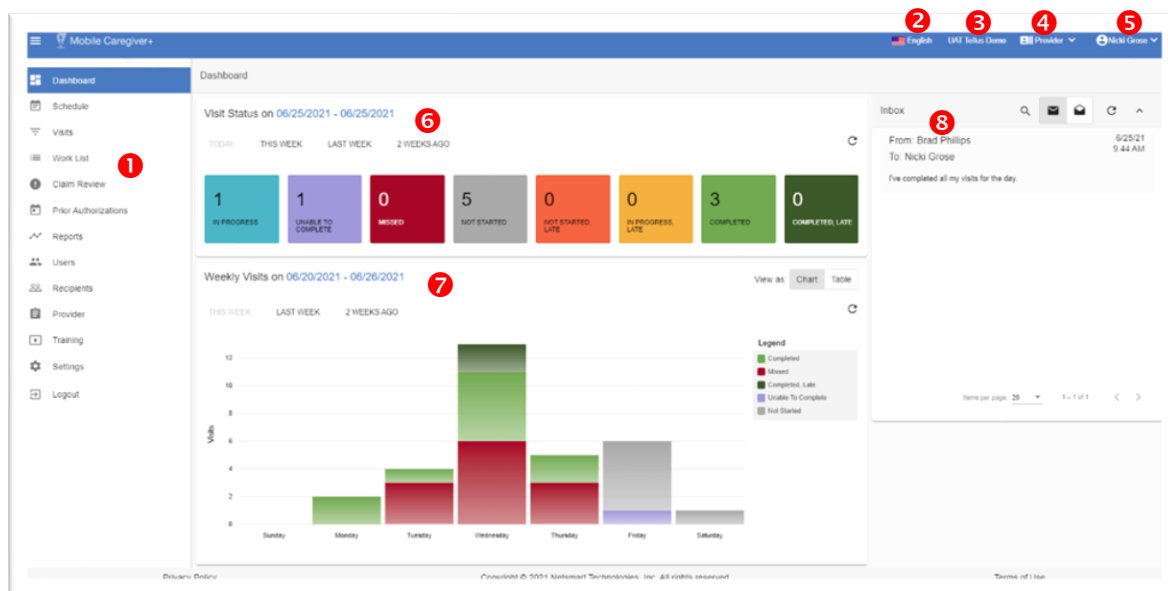 2 3 4 5
Mobile Caregiver+ English UAT Tellus Demo Provider Nicki Grose
Dashboard
Schedule
Visits
Work List
1
Claim Review
Prior Authorizations
Reports
Users
Recipients
Provider
Training
Settings
Logout
Dashboard
Visit Status on 06/25/2021 - 06/25/2021
6
TODAY THIS WEEK LAST WEEK 2 WEEKS AGO
1 IN PROGRESS
1 UNABLE TO COMPLETE
0 MISSED
5 NOT STARTED
0 NOT STARTED, LATE
0 IN PROGRESS, LATE
3 COMPLETED
0 COMPLETED, LATE
Weekly Visits on 06/20/2021 - 06/26/2021
7
View as: Chart Table
THIS WEEK LAST WEEK 2 WEEKS AGO
Legend
Completed
Missed
Completed, Late
Unable To Complete
Not Started
Visits
12
10
8
6
4
2
0
Sunday Monday Tuesday Wednesday Thursday Friday Saturday
Inbox
8
From: Brad Phillips 6/25/21
To: Nicki Grose 9:44 AM
I've completed all my visits for the day.
Items per page: 20 1 – 1 of 1
Privacy Policy Copyright © 2021 Netsmart Technologies, Inc. All rights reserved Terms of Use